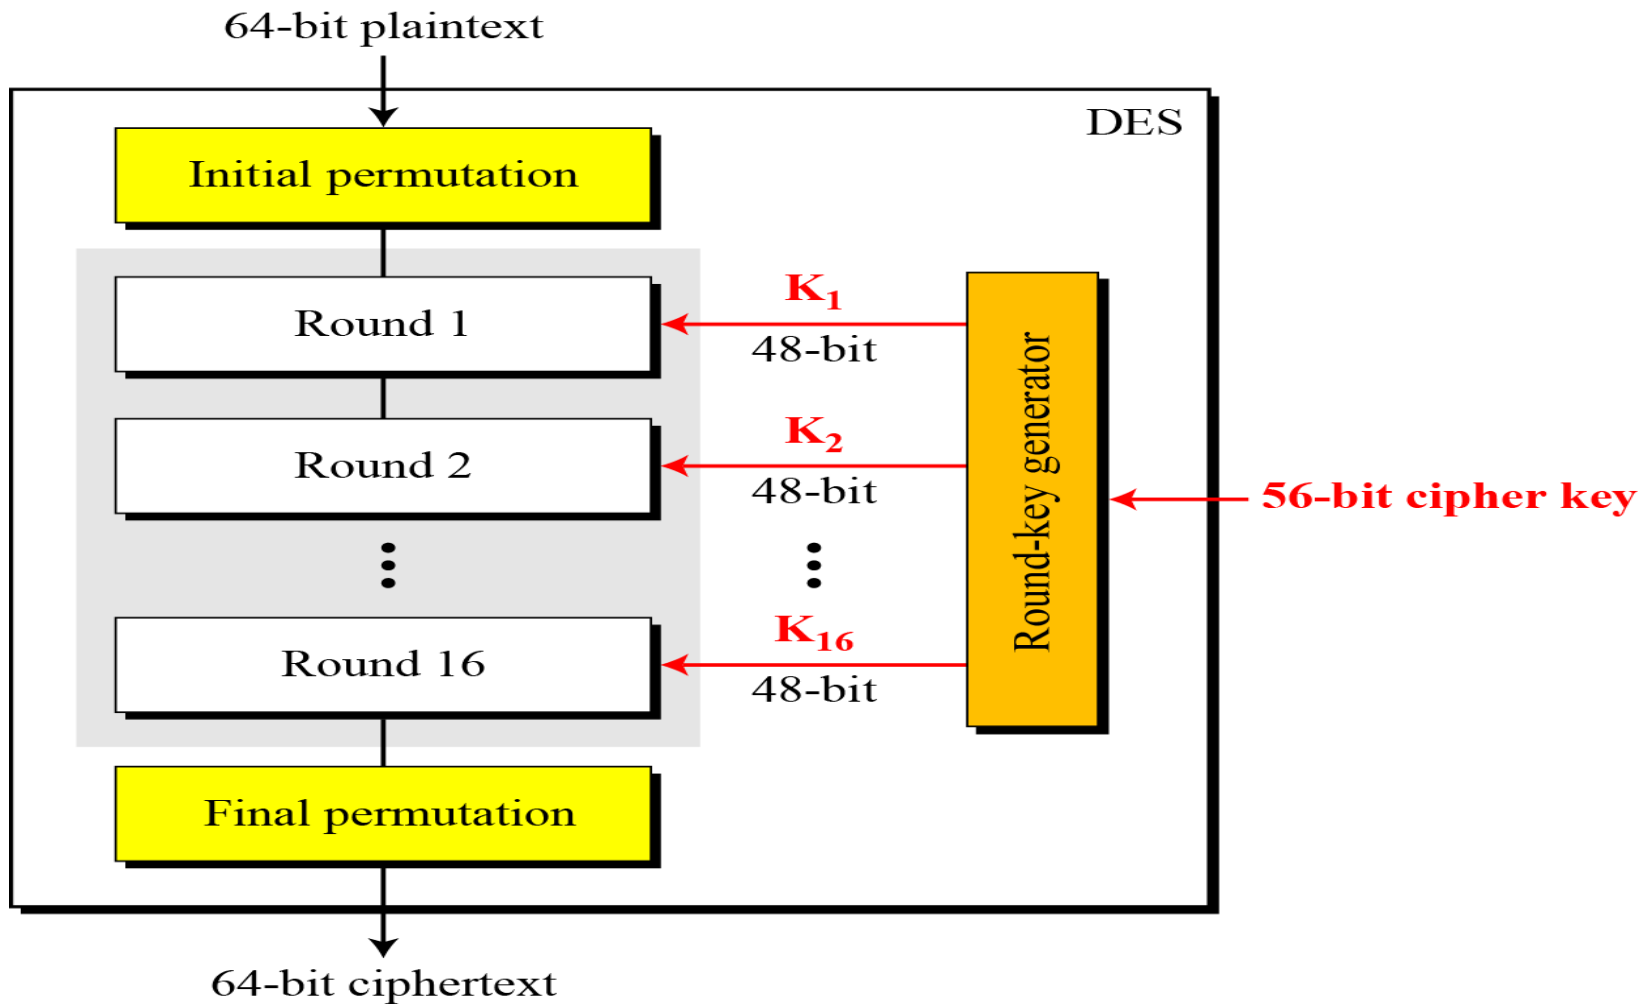 64-bit plaintext
DES
Initial permutation
Round 1
K1
48-bit
Round 2
K2
48-bit
Round-key generator
56-bit cipher key
Round 16
K16
48-bit
Final permutation
64-bit ciphertext